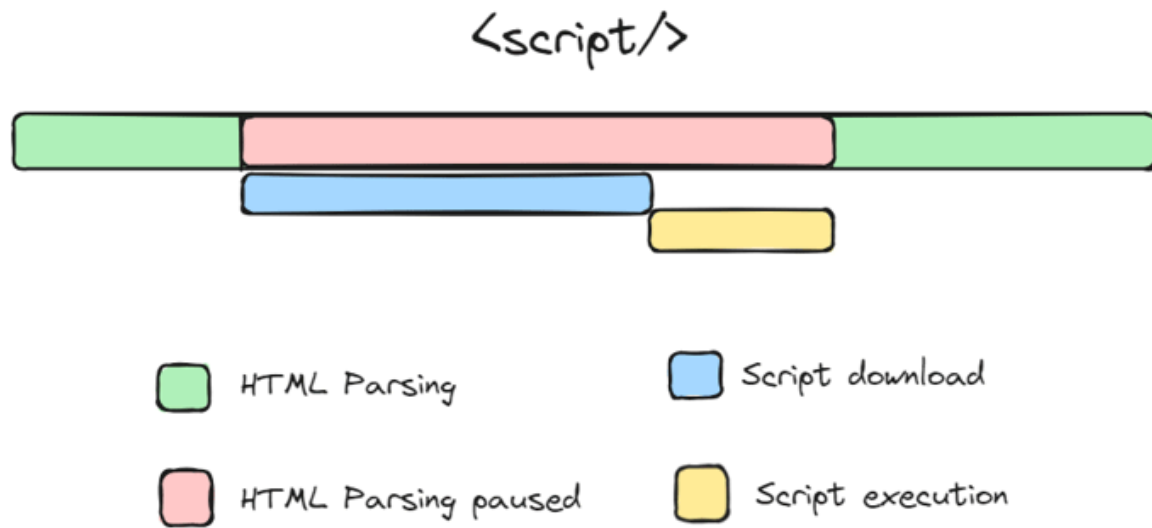 <script/>
HTML Parsing
Script download
HTML Parsing paused
Script execution